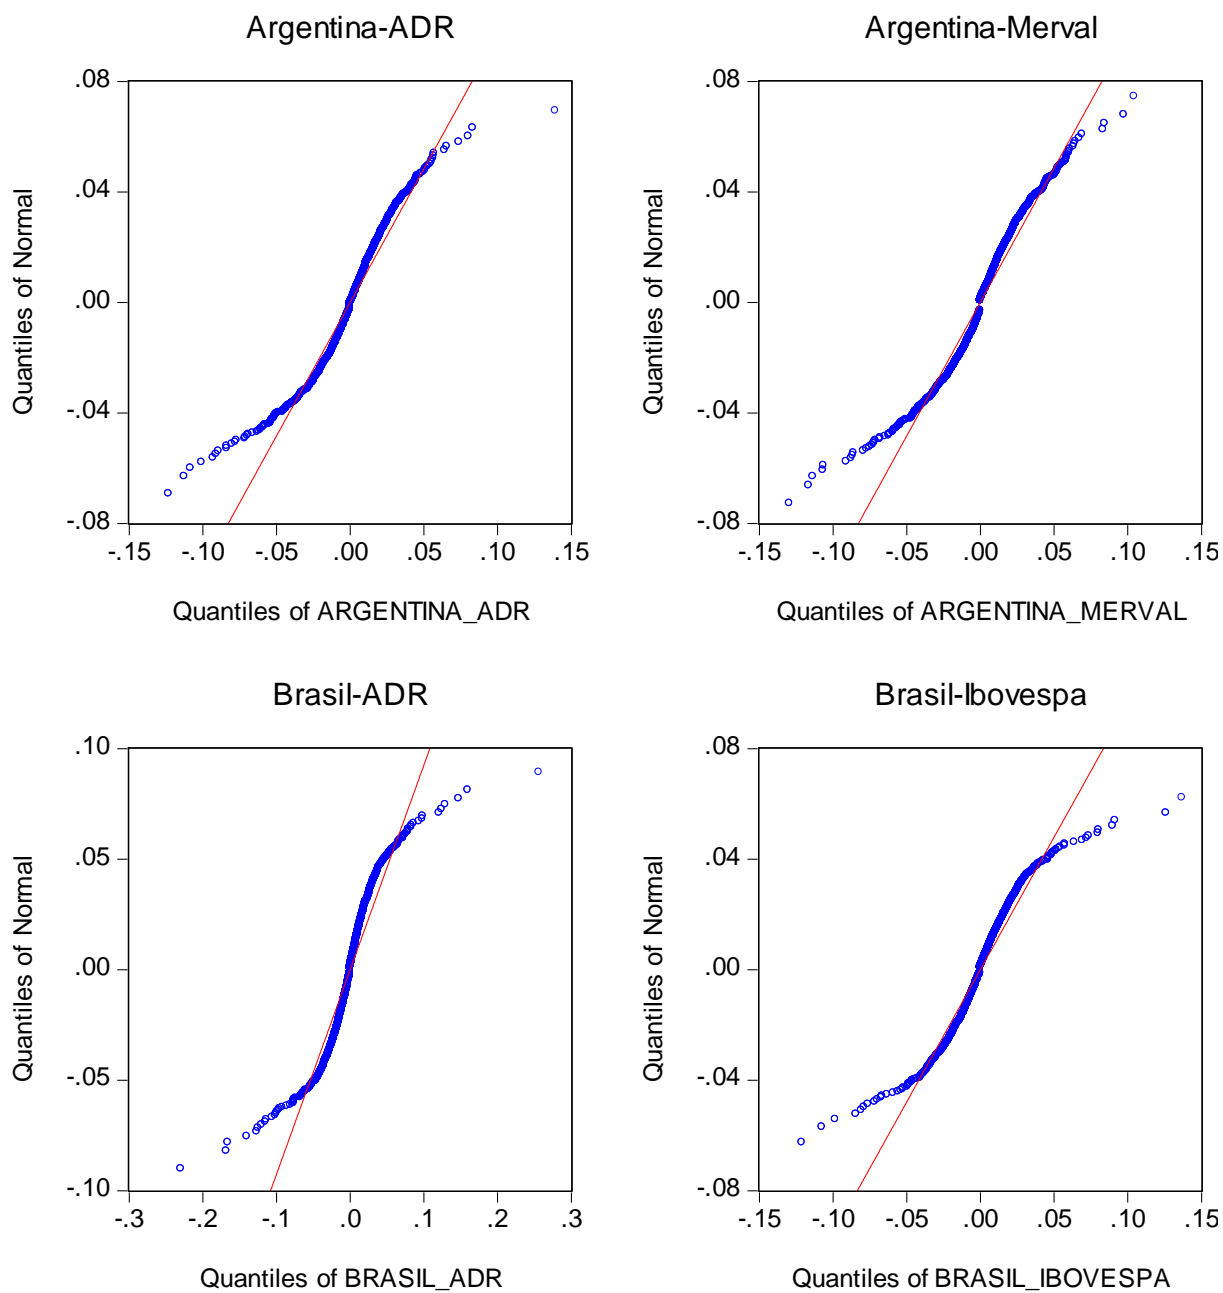 Argentina-ADR
Quantiles of Normal
.08
.04
.00
-.04
-.08
-.15 -.10 -.05 .00 .05 .10 .15
Quantiles of ARGENTINA_ADR
Argentina-Merval
Quantiles of Normal
.08
.04
.00
-.04
-.08
-.15 -.10 -.05 .00 .05 .10 .15
Quantiles of ARGENTINA_MERVAL
Brasil-ADR
Quantiles of Normal
.10
.05
.00
-.05
-.10
-.3 -.2 -.1 .0 .1 .2 .3
Quantiles of BRASIL_ADR
Brasil-Ibovespa
Quantiles of Normal
.08
.04
.00
-.04
-.08
-.15 -.10 -.05 .00 .05 .10 .15
Quantiles of BRASIL_IBOVESPA